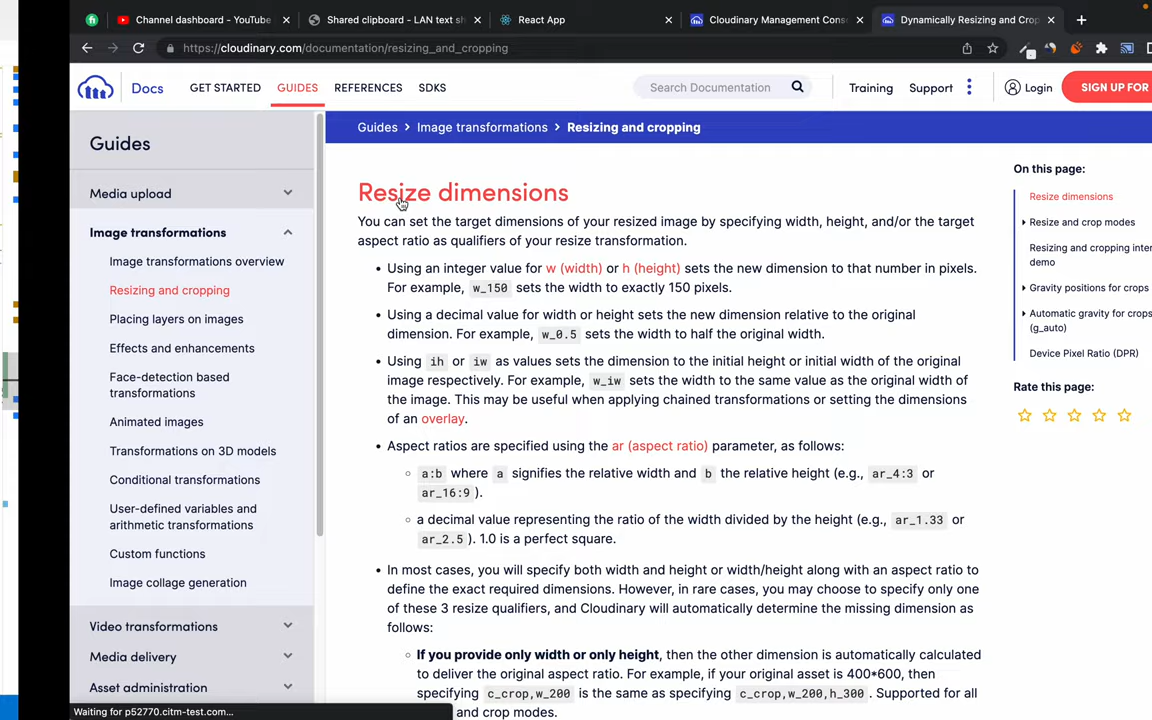 Channel dashboard - YouTube
Shared clipboard - LAN text sh
React App
Cloudinary Management Conso
Dynamically Resizing and Crop
https://cloudinary.com/documentation/resizing_and_cropping
Docs
GET STARTED
GUIDES
REFERENCES
SDKS
Search Documentation
Training
Support
Login
SIGN UP FOR
Guides
Guides > Image transformations > Resizing and cropping
Media upload
Image transformations
Image transformations overview
Resizing and cropping
Placing layers on images
Effects and enhancements
Face-detection based
transformations
Animated images
Transformations on 3D models
Conditional transformations
User-defined variables and
arithmetic transformations
Custom functions
Image collage generation
Video transformations
Media delivery
Asset administration
Waiting for p52770.citm-test.com...
Resize dimensions
You can set the target dimensions of your resized image by specifying width, height, and/or the target
aspect ratio as qualifiers of your resize transformation.
• Using an integer value for w (width) or h (height) sets the new dimension to that number in pixels.
For example, w_150 sets the width to exactly 150 pixels.
• Using a decimal value for width or height sets the new dimension relative to the original
dimension. For example, w_0.5 sets the width to half the original width.
• Using ih or iw as values sets the dimension to the initial height or initial width of the original
image respectively. For example, w_iw sets the width to the same value as the original width of
the image. This may be useful when applying chained transformations or setting the dimensions
of an overlay.
• Aspect ratios are specified using the ar (aspect ratio) parameter, as follows:
◦ a:b where a signifies the relative width and b the relative height (e.g., ar_4:3 or
ar_16:9 ).
◦ a decimal value representing the ratio of the width divided by the height (e.g., ar_1.33 or
ar_2.5 ). 1.0 is a perfect square.
• In most cases, you will specify both width and height or width/height along with an aspect ratio to
define the exact required dimensions. However, in rare cases, you may choose to specify only one
of these 3 resize qualifiers, and Cloudinary will automatically determine the missing dimension as
follows:
◦ If you provide only width or only height, then the other dimension is automatically calculated
to deliver the original aspect ratio. For example, if your original asset is 400*600, then
specifying c_crop,w_200 is the same as specifying c_crop,w_200,h_300 . Supported for all
and crop modes.
On this page:
Resize dimensions
Resize and crop modes
Resizing and cropping inter
demo
Gravity positions for crops
Automatic gravity for crops
(g_auto)
Device Pixel Ratio (DPR)
Rate this page: